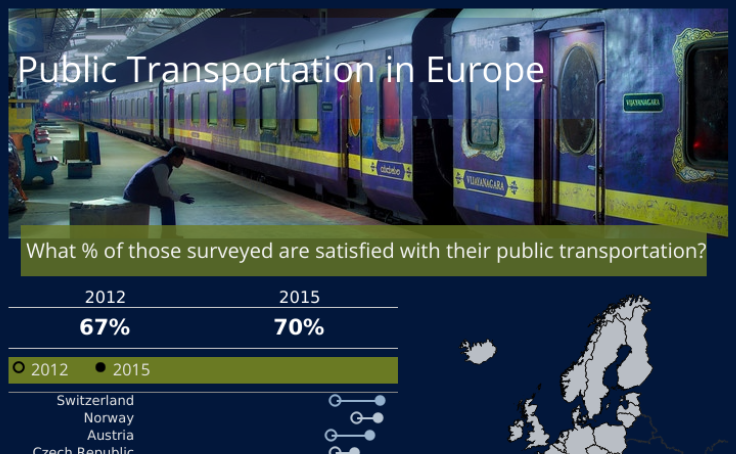 Public Transportation in Europe
VIJAYANAGARA
VIJAYANAGARA
What % of those surveyed are satisfied with their public transportation?
2012 2015
67% 70%
2012 2015
Switzerland
Norway
Austria
Czech Republic